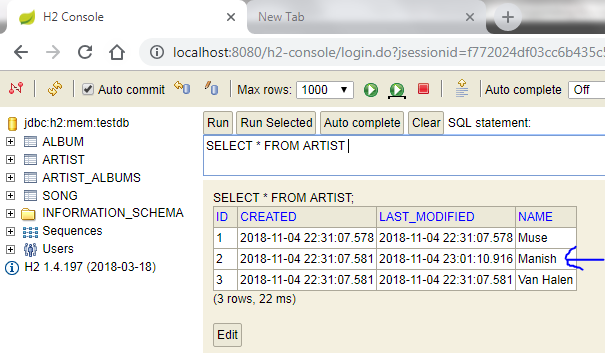 H2 Console
New Tab
localhost:8080/h2-console/login.do?jsessionid=f772024df03cc6b435c5
Auto commit
Max rows: 1000
Auto complete Off
jdbc:h2:mem:testdb
ALBUM
ARTIST
ARTIST_ALBUMS
SONG
INFORMATION_SCHEMA
Sequences
Users
H2 1.4.197 (2018-03-18)
Run Run Selected Auto complete Clear SQL statement:
SELECT * FROM ARTIST
SELECT * FROM ARTIST;
ID CREATED LAST_MODIFIED NAME
1 2018-11-04 22:31:07.578 2018-11-04 22:31:07.578 Muse
2 2018-11-04 22:31:07.581 2018-11-04 23:01:10.916 Manish
3 2018-11-04 22:31:07.581 2018-11-04 22:31:07.581 Van Halen
(3 rows, 22 ms)
Edit